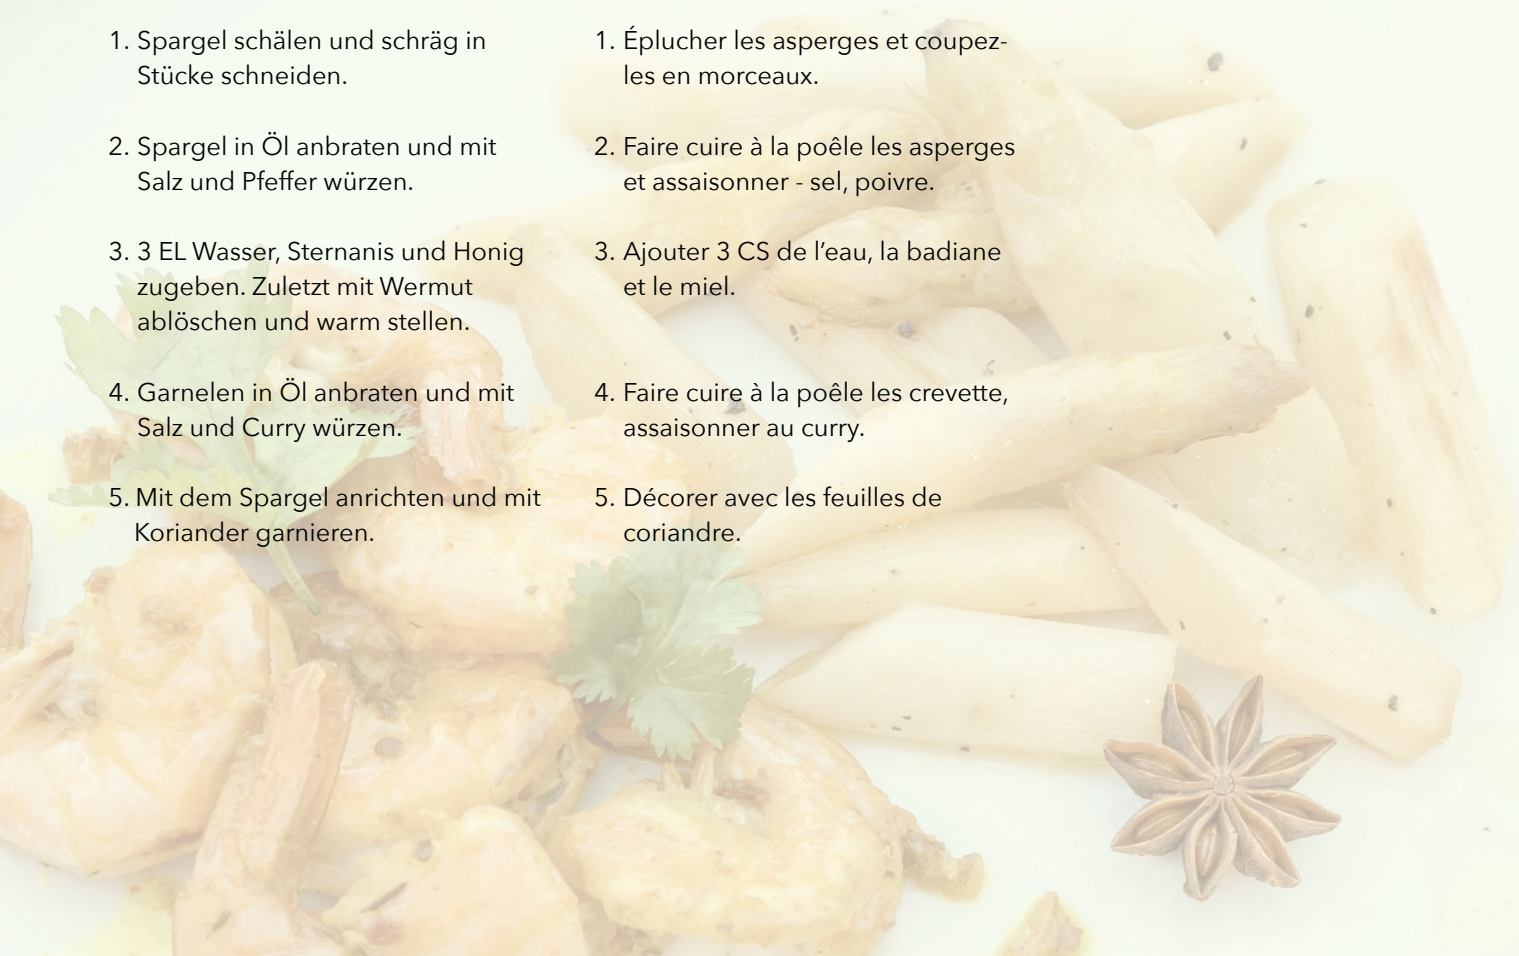 1. Spargel schälen und schräg in
Stücke schneiden.
2. Spargel in Öl anbraten und mit
Salz und Pfeffer würzen.
3. 3 EL Wasser, Sternanis und Honig
zugeben. Zuletzt mit Wermut
ablöschen und warm stellen.
4. Garnelen in Öl anbraten und mit
Salz und Curry würzen.
5. Mit dem Spargel anrichten und mit
Koriander garnieren.
1. Éplucher les asperges et coupez-
les en morceaux.
2. Faire cuire à la poêle les asperges
et assaisonner - sel, poivre.
3. Ajouter 3 CS de l’eau, la badiane
et le miel.
4. Faire cuire à la poêle les crevette,
assaisonner au curry.
5. Décorer avec les feuilles de
coriandre.